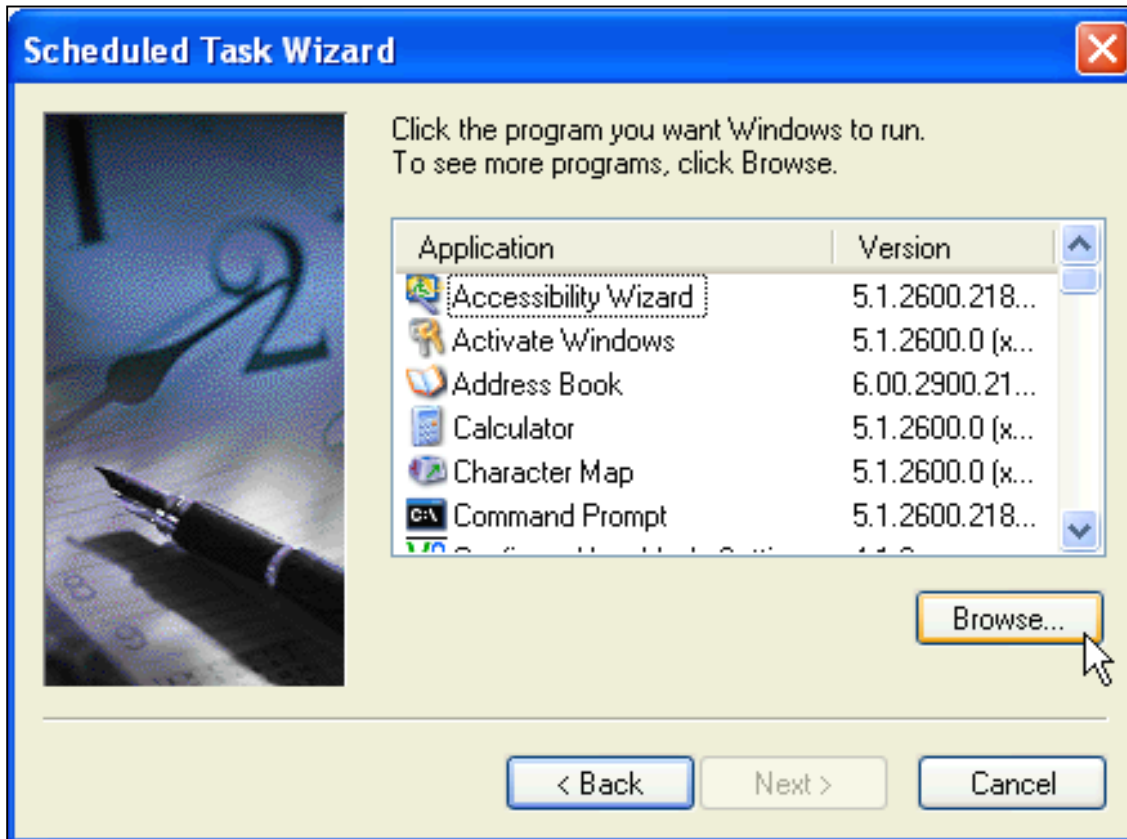 Scheduled Task Wizard
Click the program you want Windows to run.
To see more programs, click Browse.
Application Version
Accessibility Wizard 5.1.2600.218...
Activate Windows 5.1.2600.0 (x...
Address Book 6.00.2900.21...
Calculator 5.1.2600.0 (x...
Character Map 5.1.2600.0 (x...
C:\ Command Prompt 5.1.2600.218...
Browse...
< Back Next > Cancel